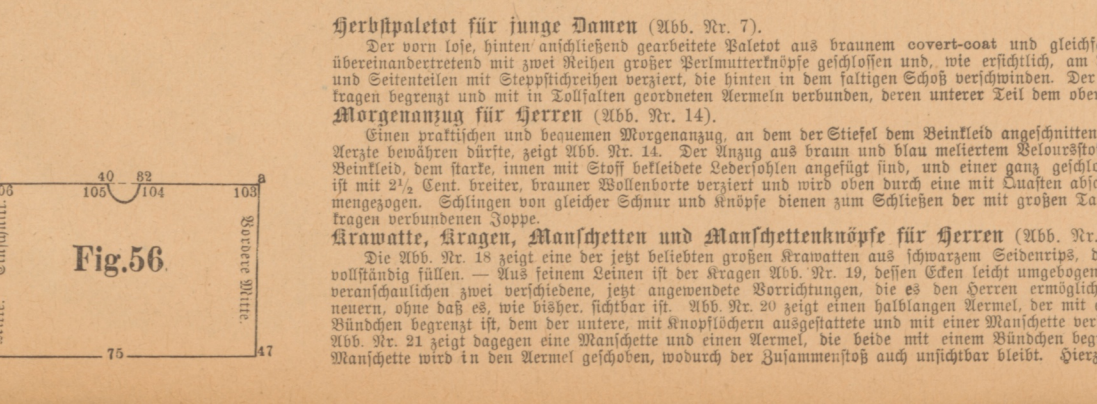 40 82
105 104 103 a
06
Fig.56
Vordere Mitte.
75 47
Herbstpaletot für junge Damen (Abb. Nr. 7).
Der vorn lose, hinten anschließend gearbeitete Paletot aus braunem covert-coat und gleichf
übereinandertretend mit zwei Reihen großer Perlmutterknöpfe geschlossen und, wie ersichtlich, am
und Seitenteilen mit Steppstichreihen verziert, die hinten in dem faltigen Schoß verschwinden. Der
kragen begrenzt und mit in Tollfalten geordneten Aermeln verbunden, deren unterer Teil dem ober
Morgenanzug für Herren (Abb. Nr. 14).
Einen praktischen und bequemen Morgenanzug, an dem der Stiefel dem Beinkleid angeschnitten
Aerzte bewähren dürfte, zeigt Abb. Nr. 14. Der Anzug aus braun und blau meliertem Velourssto
Beinkleid, dem starke, innen mit Stoff bekleidete Ledersohlen angefügt sind, und einer ganz geschlo
ist mit 2½ Cent. breiter, brauner Wollenborte verziert und wird oben durch eine mit Quasten absc
mengezogen. Schlingen von gleicher Schnur und Knöpfe dienen zum Schließen der mit großen Ta
kragen verbundenen Joppe.
Krawatte, Kragen, Manschetten und Manschettenknöpfe für Herren (Abb. Nr.
Die Abb. Nr. 18 zeigt eine der jetzt beliebten großen Krawatten aus schwarzem Seidenrips, d
vollständig füllen. — Aus feinem Leinen ist der Kragen Abb. Nr. 19, dessen Ecken leicht umgebogen
veranschaulichen zwei verschiedene, jetzt angewendete Vorrichtungen, die es den Herren ermöglich
neuern, ohne daß es, wie bisher, sichtbar ist. Abb. Nr. 20 zeigt einen halblangen Aermel, der mit e
Bündchen begrenzt ist, dem der untere, mit Knopflöchern ausgestattete und mit einer Manschette ver
Abb. Nr. 21 zeigt dagegen eine Manschette und einen Aermel, die beide mit einem Bündchen beg
Manschette wird in den Aermel geschoben, wodurch der Zusammenstoß auch unsichtbar bleibt. Hierz